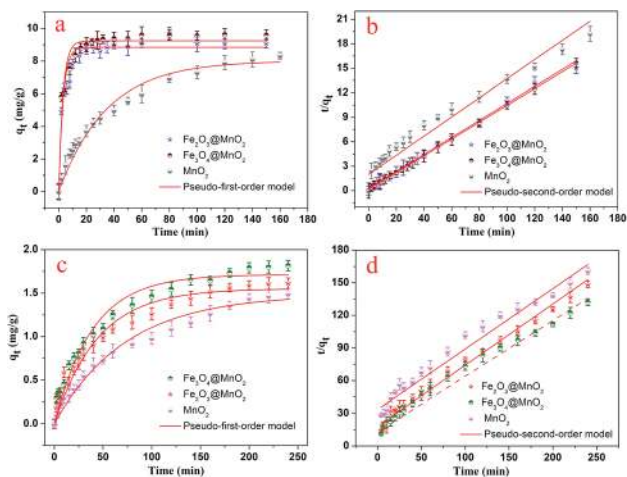 a
q_t (mg/g)
10
8
6
4
2
0
Fe₂O₃@MnO₂
Fe₃O₄@MnO₂
MnO₂
Pseudo-first-order model
0 20 40 60 80 100 120 140 160
Time (min)
b
t/q_t
21
18
15
12
9
6
3
0
Fe₂O₃@MnO₂
Fe₃O₄@MnO₂
MnO₂
Pseudo-second-order model
0 20 40 60 80 100 120 140 160
Time (min)
c
q_t (mg/g)
2.0
1.5
1.0
0.5
0.0
Fe₃O₄@MnO₂
Fe₂O₃@MnO₂
MnO₂
Pseudo-first-order model
0 50 100 150 200 250
Time (min)
d
t/q_t
180
150
120
90
60
30
0
Fe₂O₃@MnO₂
Fe₃O₄@MnO₂
MnO₂
Pseudo-second-order model
0 50 100 150 200 250
Time (min)